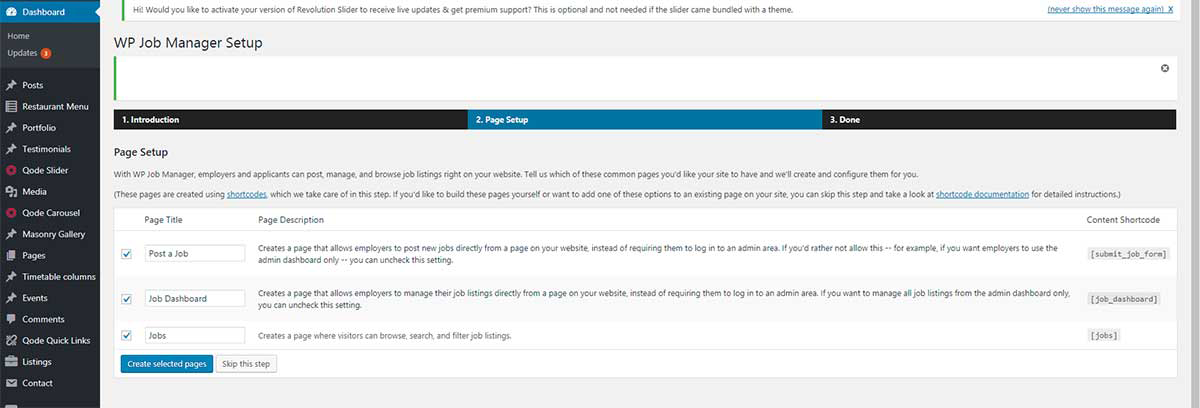 Dashboard
Home
Updates 3
Posts
Restaurant Menu
Portfolio
Testimonials
Qode Slider
Media
Qode Carousel
Masonry Gallery
Pages
Timetable columns
Events
Comments
Qode Quick Links
Listings
Contact
Hi! Would you like to activate your version of Revolution Slider to receive live updates & get premium support? This is optional and not needed if the slider came bundled with a theme.
(never show this message again) X
WP Job Manager Setup
1. Introduction
2. Page Setup
3. Done
Page Setup
With WP Job Manager, employers and applicants can post, manage, and browse job listings right on your website. Tell us which of these common pages you'd like your site to have and we'll create and configure them for you.
(These pages are created using shortcodes, which we take care of in this step. If you'd like to build these pages yourself or want to add one of these options to an existing page on your site, you can skip this step and take a look at shortcode documentation for detailed instructions.)
Page Title
Page Description
Content Shortcode
Post a Job
Creates a page that allows employers to post new jobs directly from a page on your website, instead of requiring them to log in to an admin area. If you'd rather not allow this -- for example, if you want employers to use the
admin dashboard only -- you can uncheck this setting.
[submit_job_form]
Job Dashboard
Creates a page that allows employers to manage their job listings directly from a page on your website, instead of requiring them to log in to an admin area. If you want to manage all job listings from the admin dashboard only,
you can uncheck this setting.
[job_dashboard]
Jobs
Creates a page where visitors can browse, search, and filter job listings.
[jobs]
Create selected pages
Skip this step